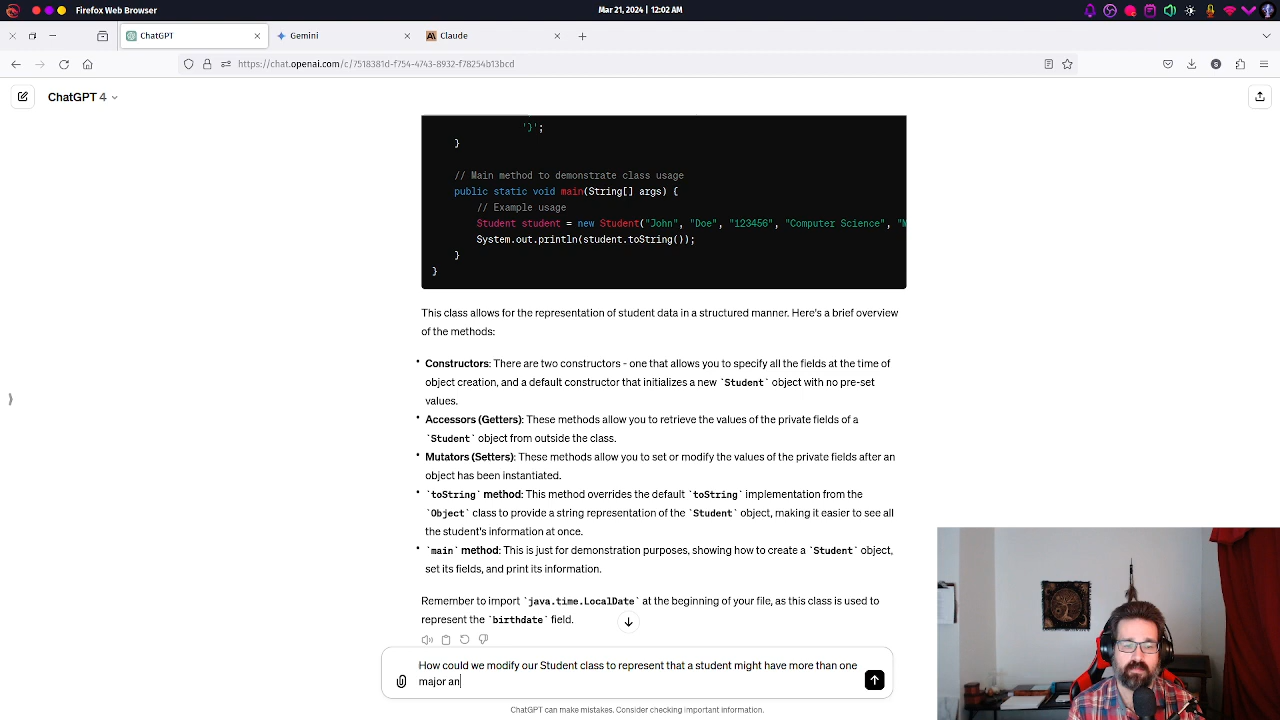 Firefox Web Browser
Mar 21, 2024 | 12:02 AM
ChatGPT
Gemini
Claude
https://chat.openai.com/c/7518381d-f754-4743-8932-f78254b13bcd
ChatGPT 4
'}';
}
// Main method to demonstrate class usage
public static void main(String[] args) {
// Example usage
Student student = new Student("John", "Doe", "123456", "Computer Science", "M
System.out.println(student.toString());
}
}
This class allows for the representation of student data in a structured manner. Here's a brief overview
of the methods:
• Constructors: There are two constructors - one that allows you to specify all the fields at the time of
object creation, and a default constructor that initializes a new `Student` object with no pre-set
values.
• Accessors (Getters): These methods allow you to retrieve the values of the private fields of a
`Student` object from outside the class.
• Mutators (Setters): These methods allow you to set or modify the values of the private fields after an
object has been instantiated.
• `toString` method: This method overrides the default `toString` implementation from the
`Object` class to provide a string representation of the `Student` object, making it easier to see all
the student's information at once.
• `main` method: This is just for demonstration purposes, showing how to create a `Student` object,
set its fields, and print its information.
Remember to import `java.time.LocalDate` at the beginning of your file, as this class is used to
represent the `birthdate` field.
How could we modify our Student class to represent that a student might have more than one
major an
ChatGPT can make mistakes. Consider checking important information.